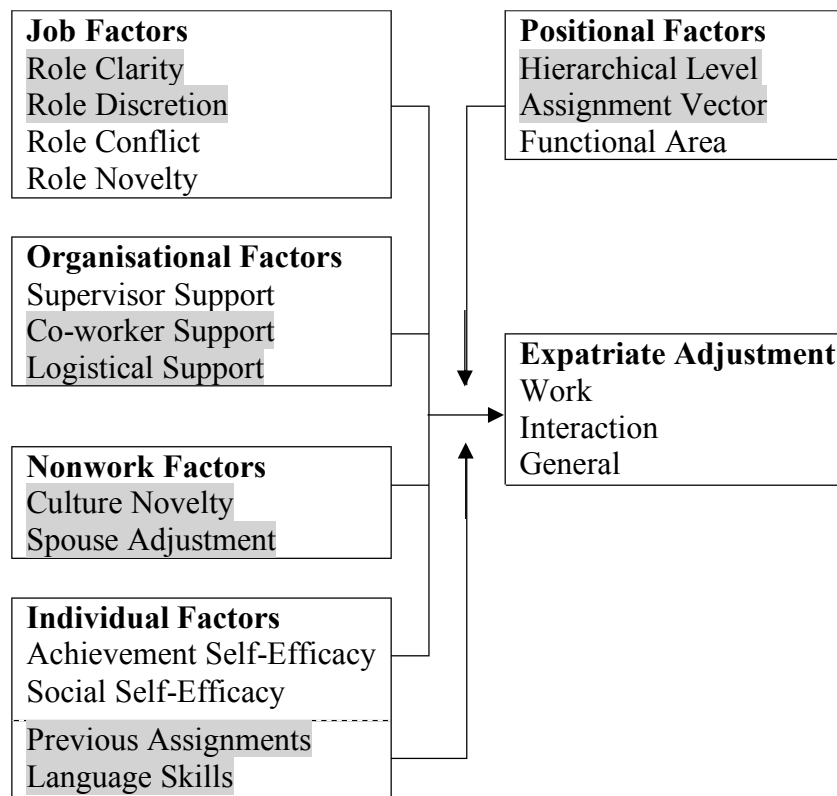 Job Factors
Role Clarity
Role Discretion
Role Conflict
Role Novelty
Organisational Factors
Supervisor Support
Co-worker Support
Logistical Support
Nonwork Factors
Culture Novelty
Spouse Adjustment
Individual Factors
Achievement Self-Efficacy
Social Self-Efficacy
Previous Assignments
Language Skills
Positional Factors
Hierarchical Level
Assignment Vector
Functional Area
Expatriate Adjustment
Work
Interaction
General